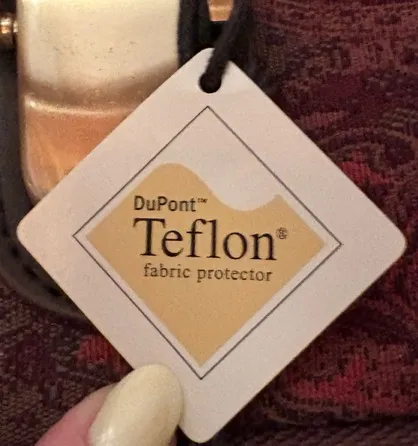 DuPont™
Teflon®
fabric protector